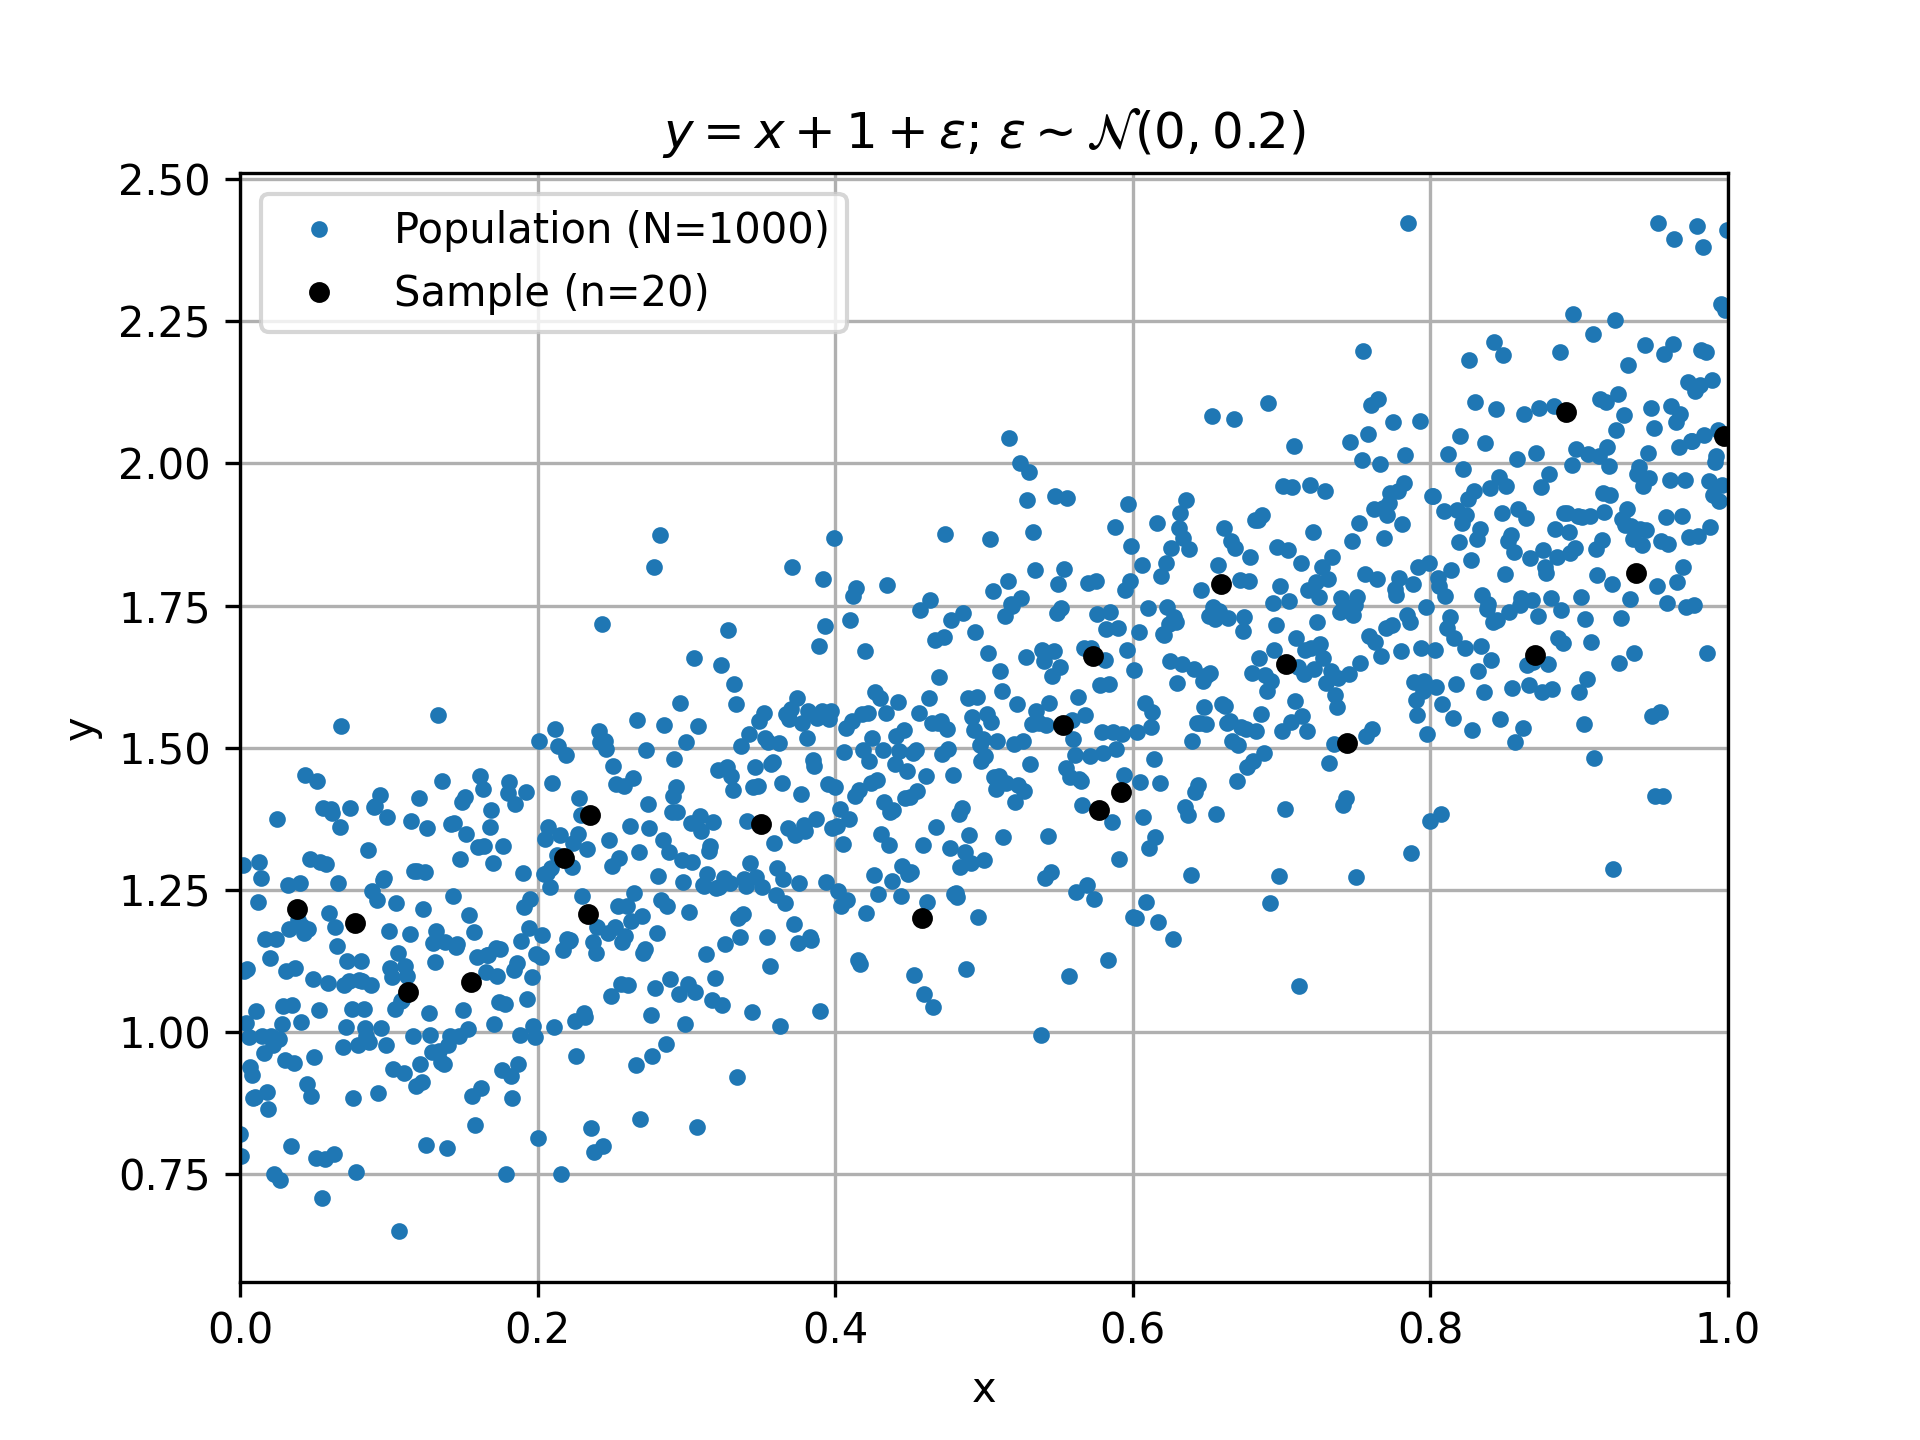 y = x + 1 + ε; ε ~ 𝒩(0, 0.2)
Population (N=1000)
Sample (n=20)
2.50
2.25
2.00
1.75
1.50
1.25
1.00
0.75
y
0.0 0.2 0.4 0.6 0.8 1.0
x